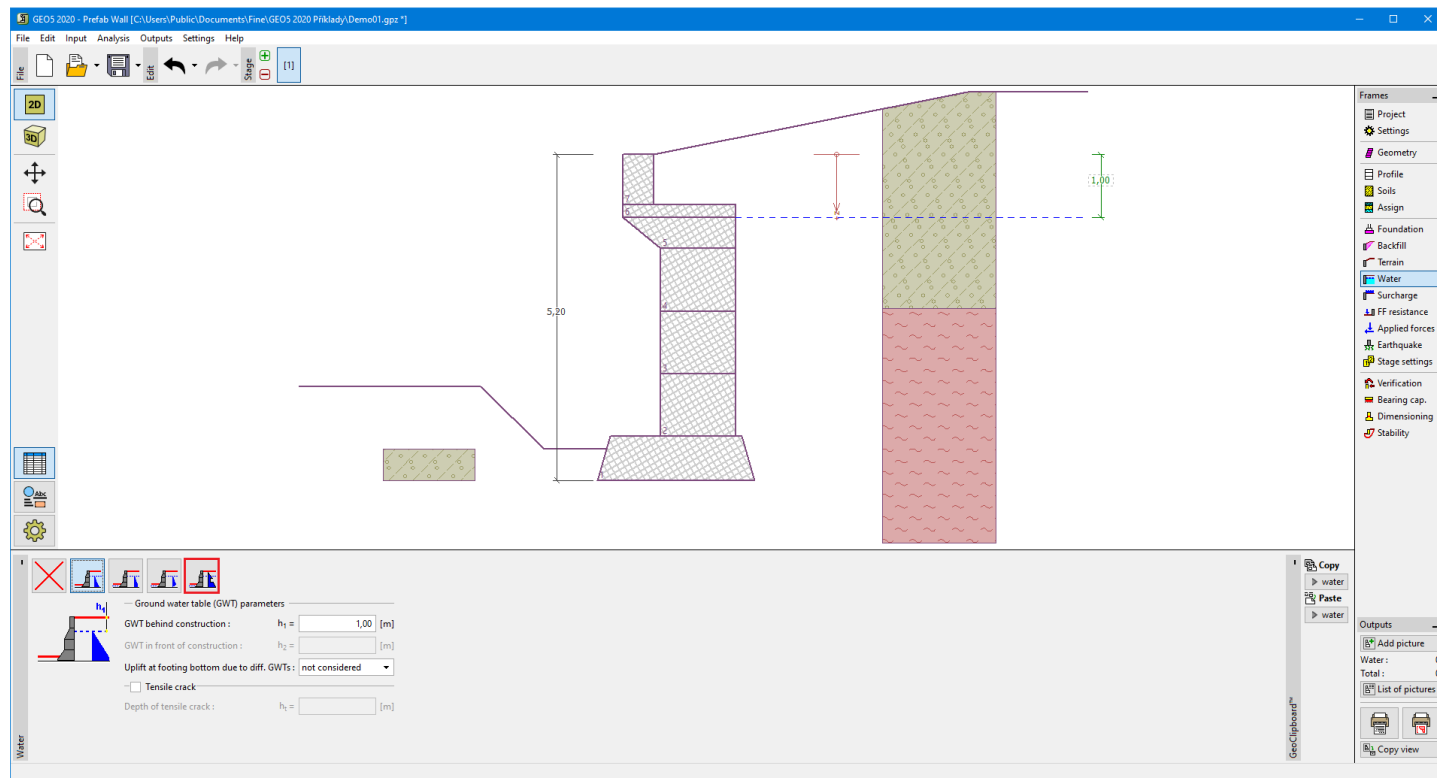 GEO5 2020 - Prefab Wall [C:\Users\Public\Documents\Fine\GEO5 2020 Příklady\Demo01.gpz *]
File Edit Input Analysis Outputs Settings Help
File
Edit
Stage
[1]
2D
3D
Abc
5,20
1,00
7
6
5
4
3
2
1
Frames
Project
Settings
Geometry
Profile
Soils
Assign
Foundation
Backfill
Terrain
Water
Surcharge
FF resistance
Applied forces
Earthquake
Stage settings
Verification
Bearing cap.
Dimensioning
Stability
Water
h₁
Ground water table (GWT) parameters
GWT behind construction : h₁ = 1,00 [m]
GWT in front of construction : h₂ = [m]
Uplift at footing bottom due to diff. GWTs : not considered
Tensile crack
Depth of tensile crack : hₜ = [m]
GeoClipboard™
Copy
water
Paste
water
Outputs
Add picture
Water :
Total :
List of pictures
Copy view